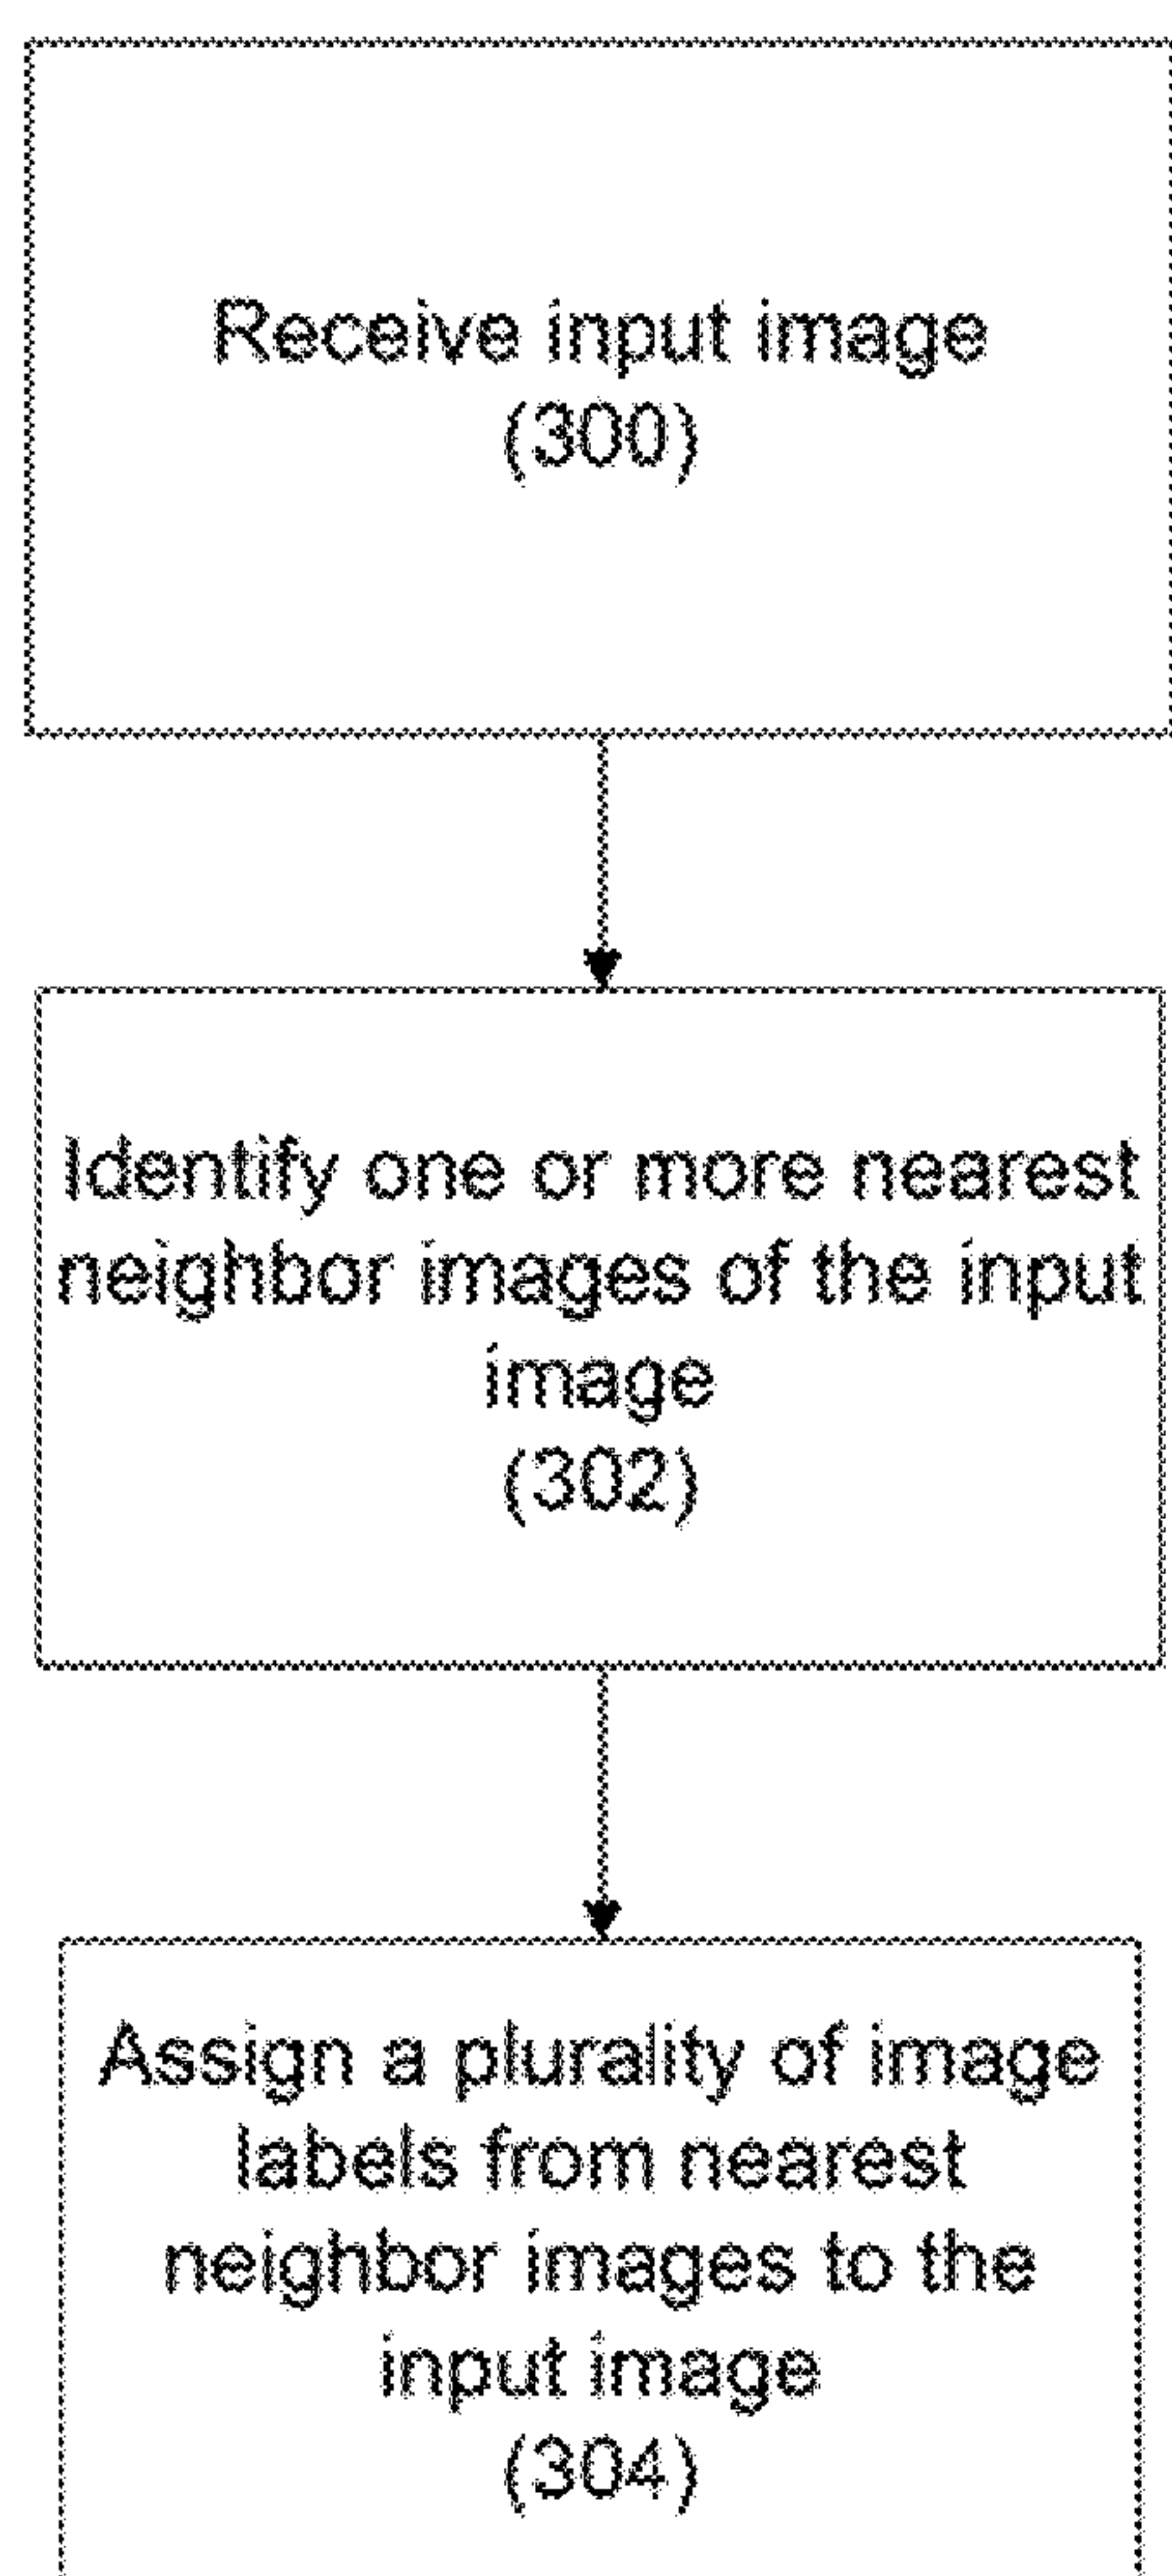 Receive input image
(300)
Identify one or more nearest
neighbor images of the input
image
(302)
Assign a plurality of image
labels from nearest
neighbor images to the
input image
(304)